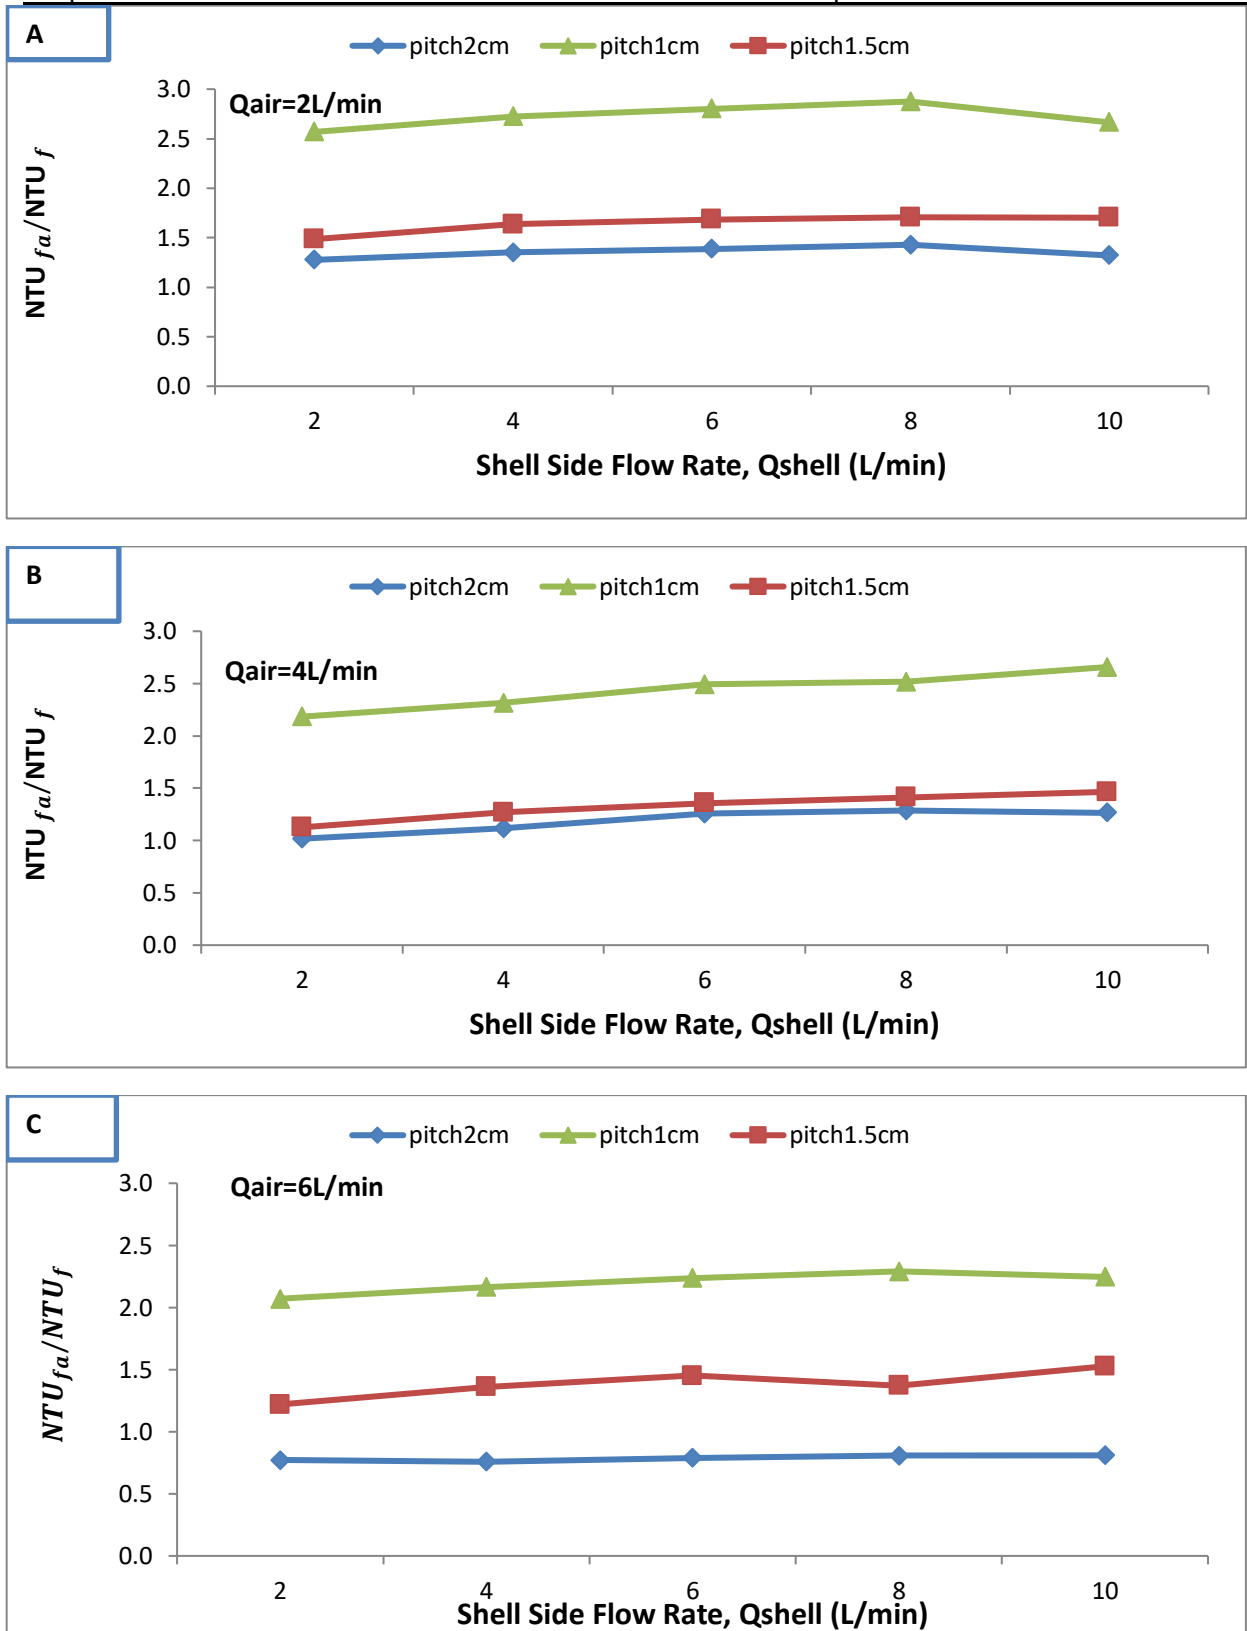 A
pitch2cm pitch1cm pitch1.5cm
Qair=2L/min
3.0
2.5
2.0
1.5
1.0
0.5
0.0
NTU fa/NTU f
2 4 6 8 10
Shell Side Flow Rate, Qshell (L/min)
B
pitch2cm pitch1cm pitch1.5cm
Qair=4L/min
3.0
2.5
2.0
1.5
1.0
0.5
0.0
NTU fa/NTU f
2 4 6 8 10
Shell Side Flow Rate, Qshell (L/min)
C
pitch2cm pitch1cm pitch1.5cm
Qair=6L/min
3.0
2.5
2.0
1.5
1.0
0.5
0.0
NTUfa/NTUf
2 4 6 8 10
Shell Side Flow Rate, Qshell (L/min)